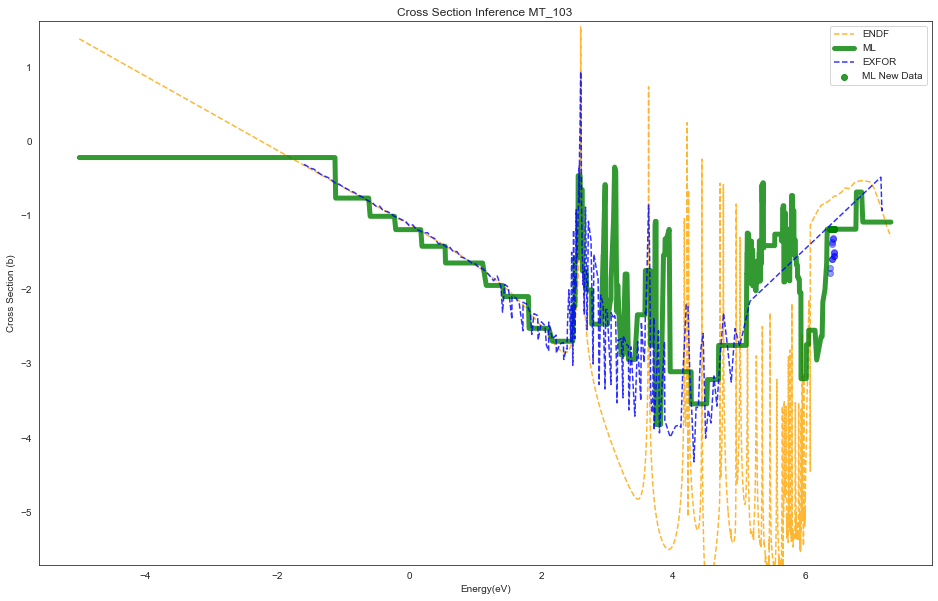 Cross Section Inference MT_103
ENDF
ML
EXFOR
ML New Data
Cross Section (b)
1
0
−1
−2
−3
−4
−5
−4
−2
0
2
4
6
Energy(eV)